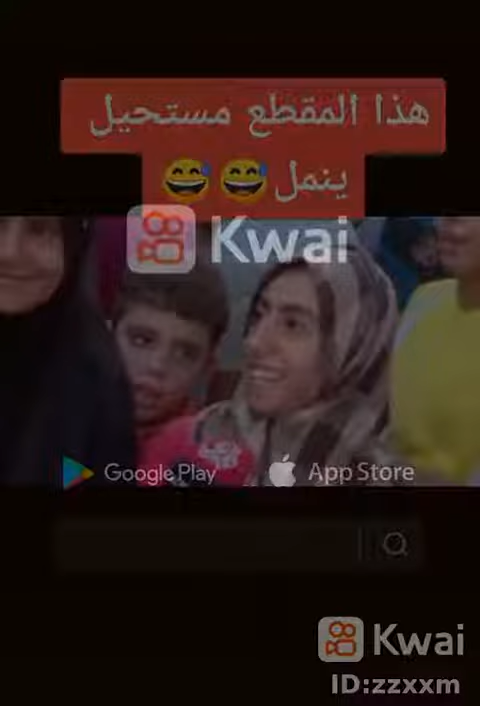 هذا المقطع مستحيل
ينمل😅😅
Kwai
Google Play
App Store
Kwai
ID:zzxxm